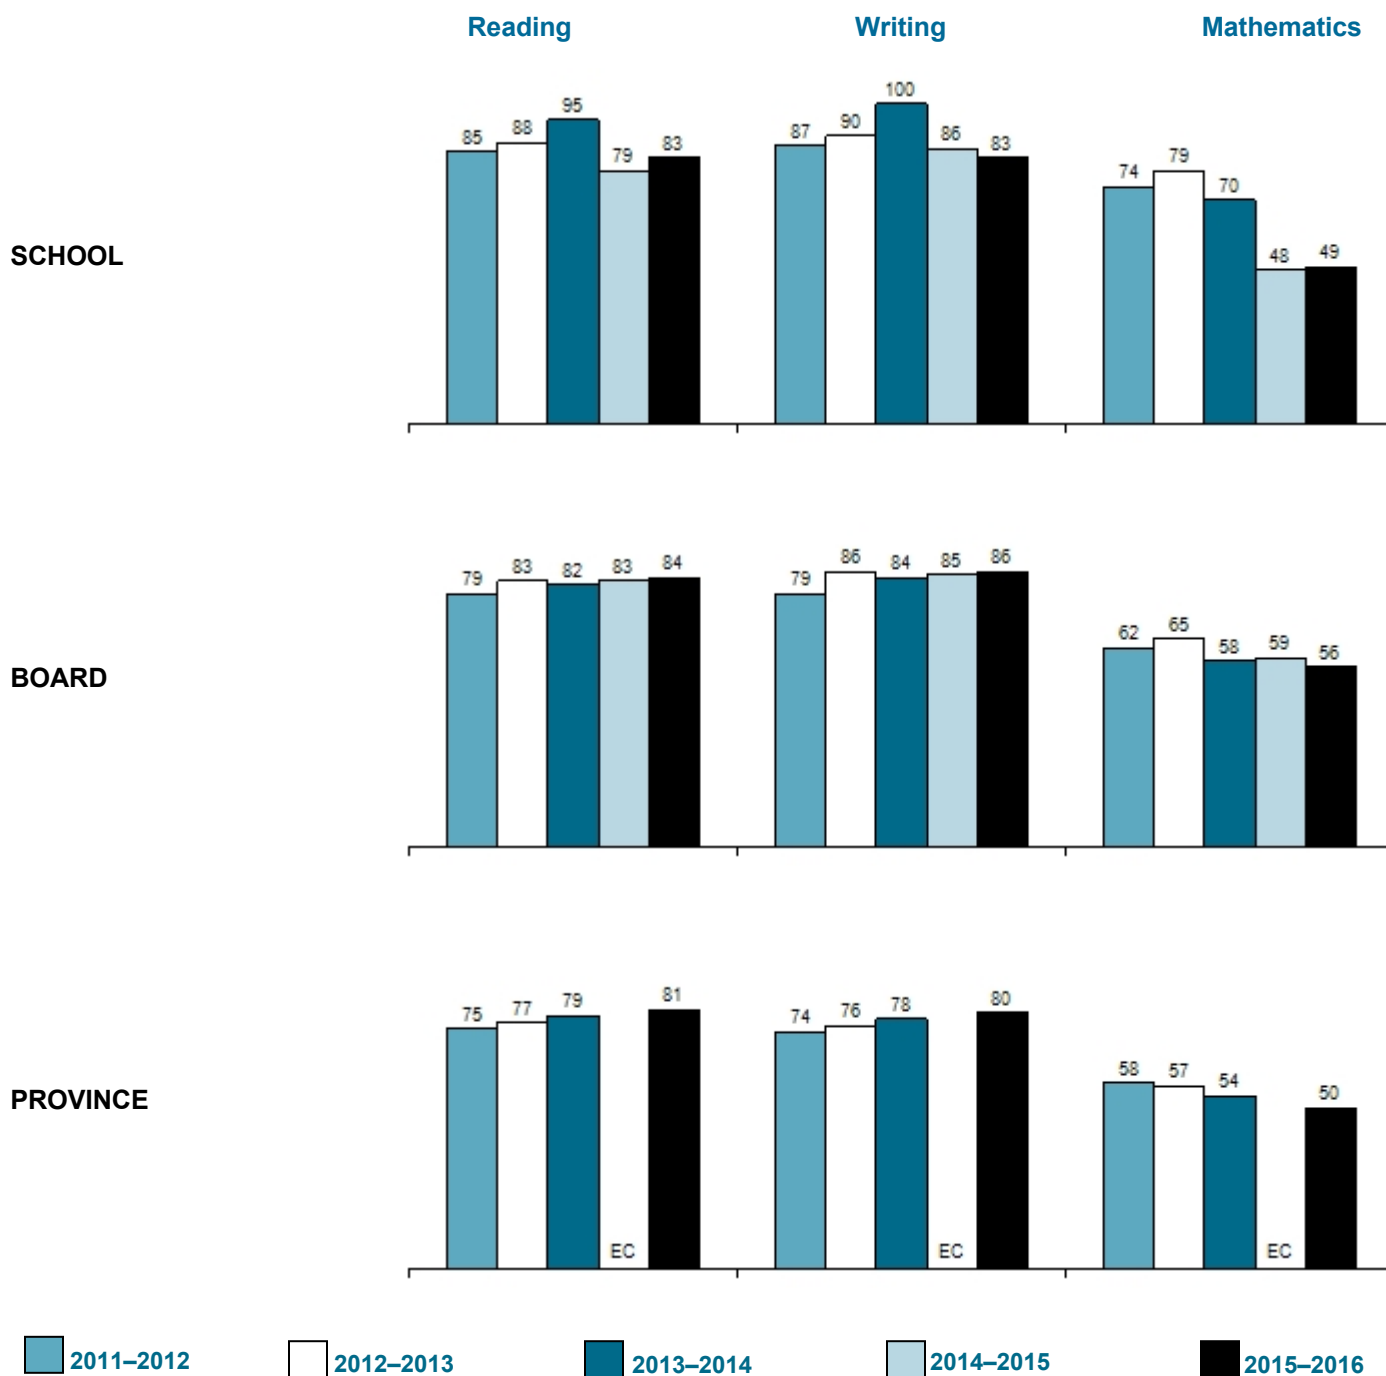 Reading Writing Mathematics
85 88 95 79 83 87 90 100 86 83 74 79 70 48 49
SCHOOL
79 83 82 83 84 79 86 84 85 86 62 65 58 59 56
BOARD
75 77 79 EC 81 74 76 78 EC 80 58 57 54 EC 50
PROVINCE
2011–2012 2012–2013 2013–2014 2014–2015 2015–2016